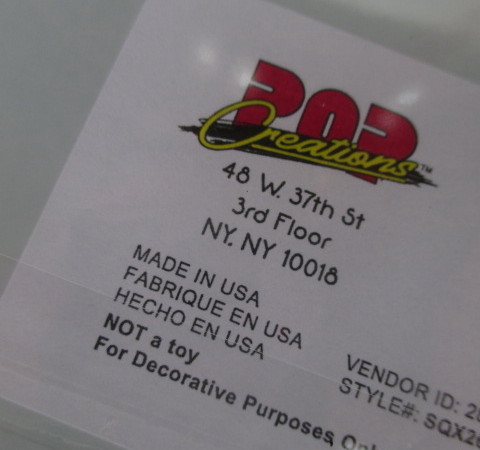 POP
Creations™
48 W. 37th St
3rd Floor
NY. NY 10018
MADE IN USA
FABRIQUE EN USA
HECHO EN USA
NOT a toy
For Decorative Purposes
VENDOR ID:
STYLE#: